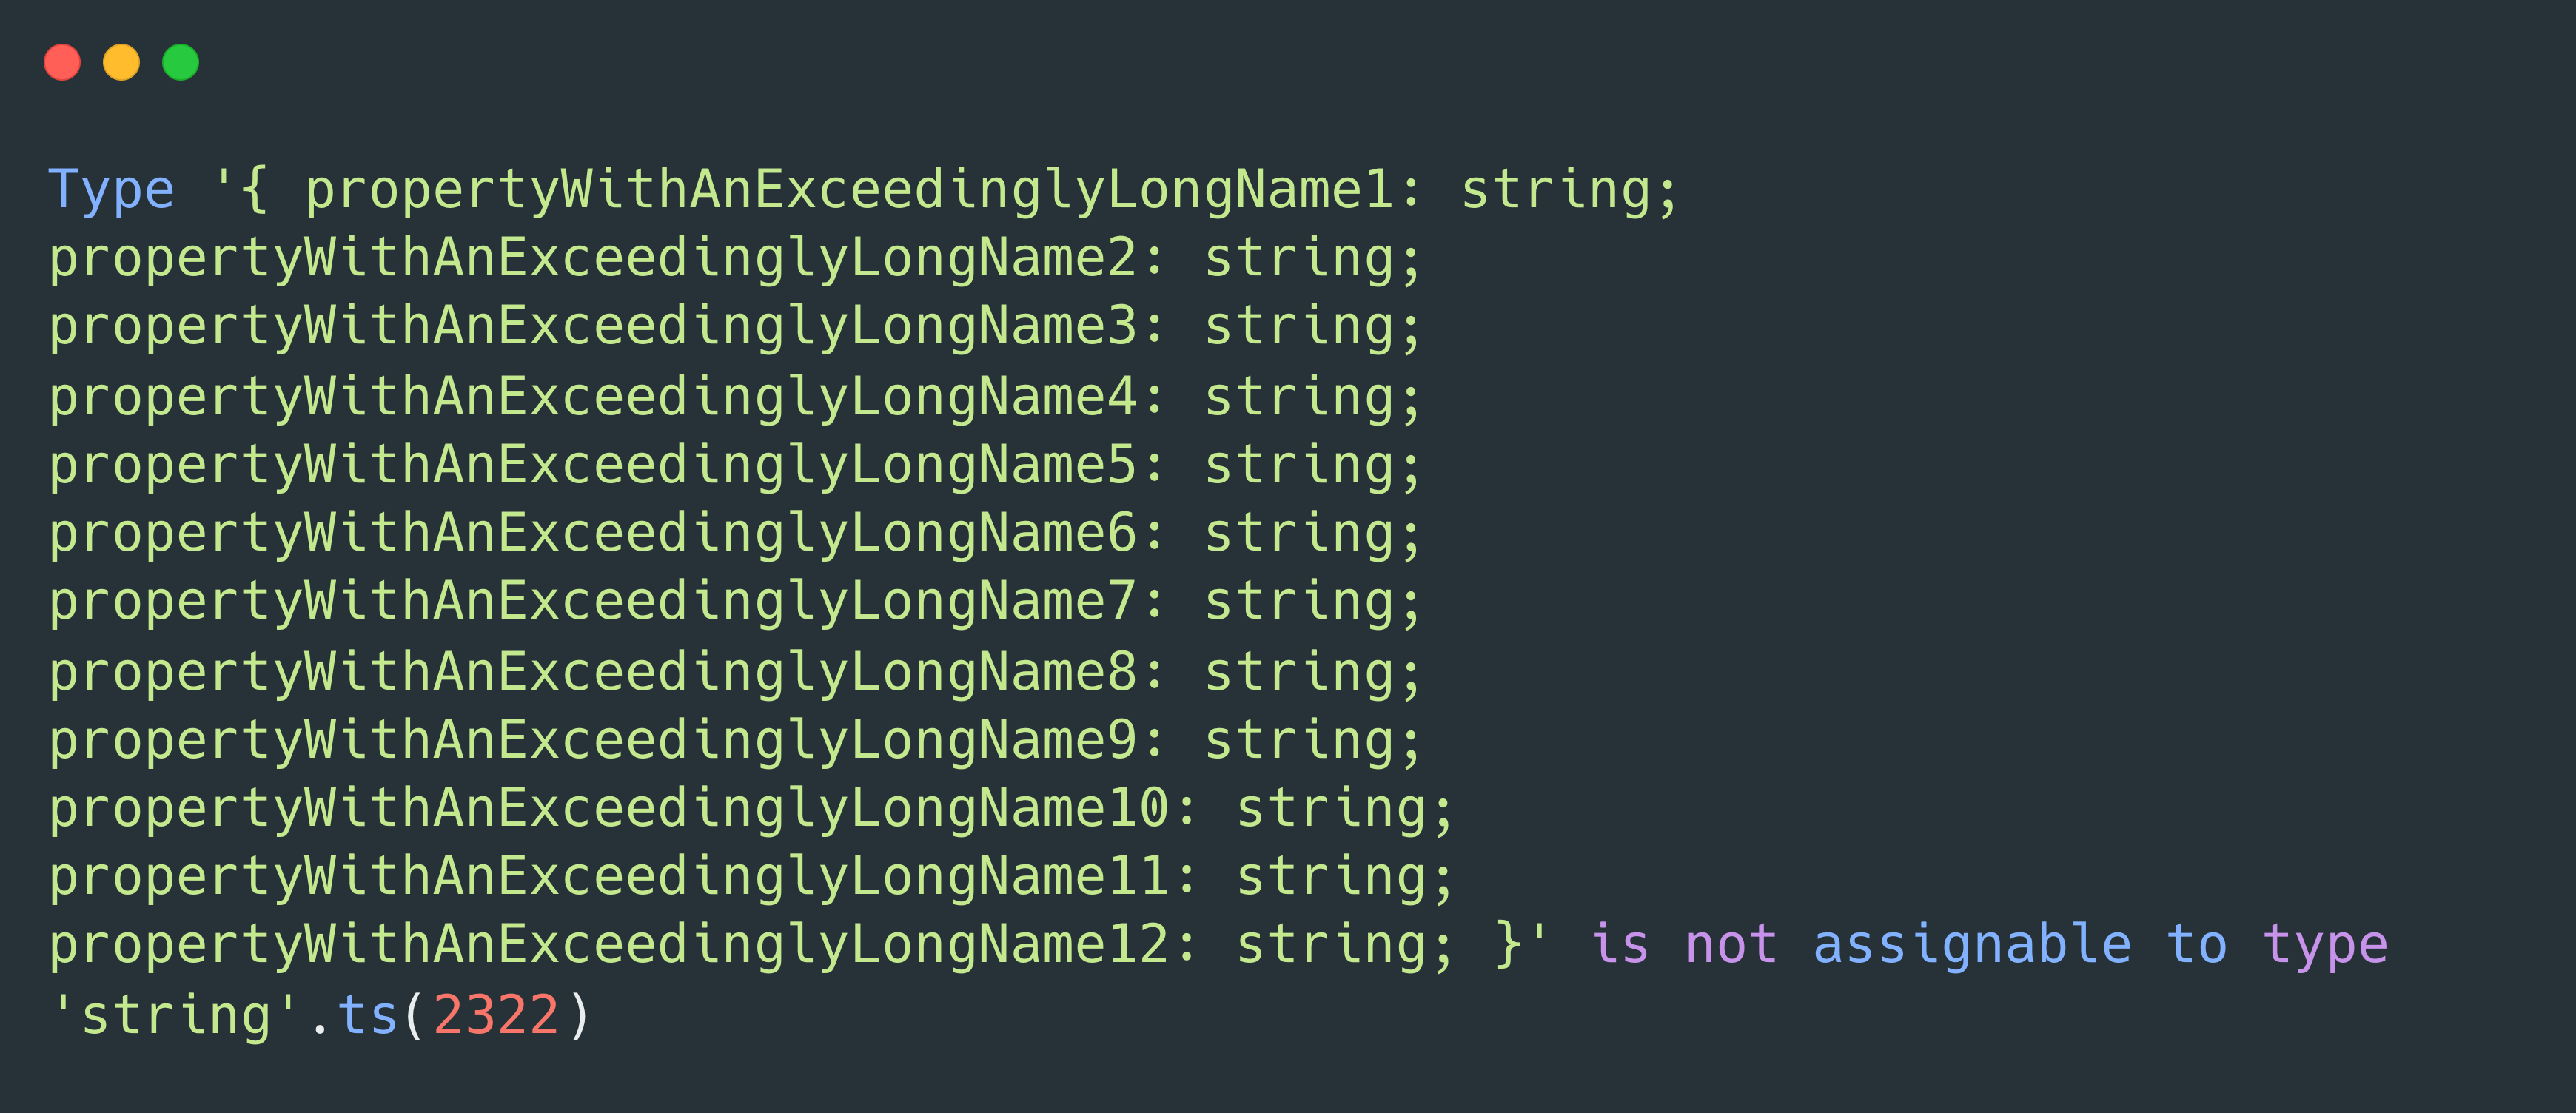 Type '{ propertyWithAnExceedinglyLongName1: string;
propertyWithAnExceedinglyLongName2: string;
propertyWithAnExceedinglyLongName3: string;
propertyWithAnExceedinglyLongName4: string;
propertyWithAnExceedinglyLongName5: string;
propertyWithAnExceedinglyLongName6: string;
propertyWithAnExceedinglyLongName7: string;
propertyWithAnExceedinglyLongName8: string;
propertyWithAnExceedinglyLongName9: string;
propertyWithAnExceedinglyLongName10: string;
propertyWithAnExceedinglyLongName11: string;
propertyWithAnExceedinglyLongName12: string; }' is not assignable to type
'string'.ts(2322)